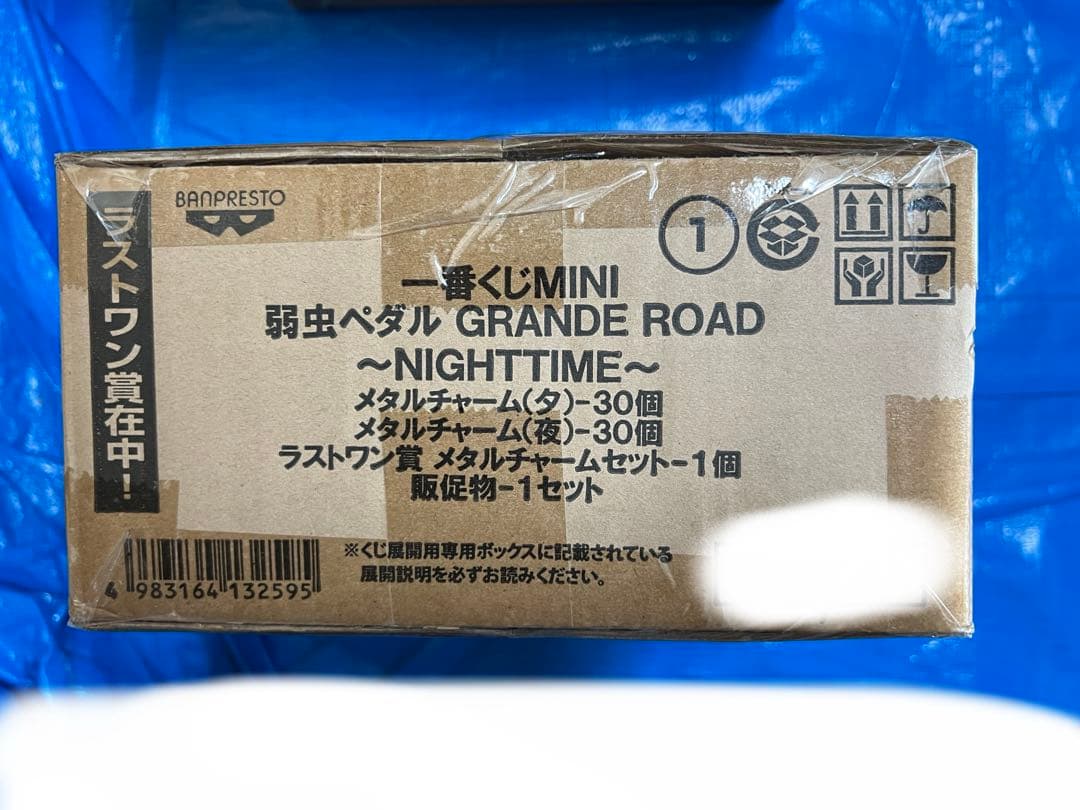 ラストワン賞在中!
BANPRESTO
1
一番くじMINI
弱虫ペダル GRANDE ROAD
～NIGHTTIME～
メタルチャーム(夕)-30個
メタルチャーム(夜)-30個
ラストワン賞 メタルチャームセット-1個
販促物-1セット
※くじ展開用専用ボックスに記載されている
展開説明を必ずお読みください。
4 983164 132595